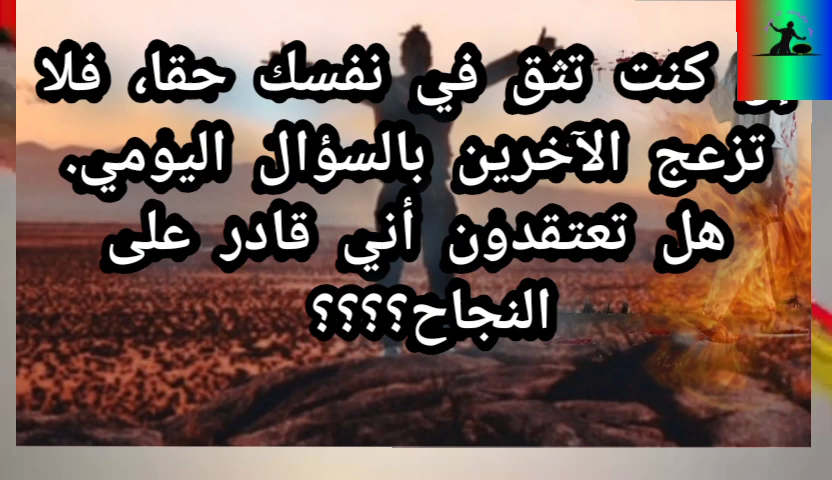 كنت تثق في نفسك حقا، فلا
تزعج الآخرين بالسؤال اليومي.
هل تعتقدون أني قادر على
النجاح؟؟؟؟